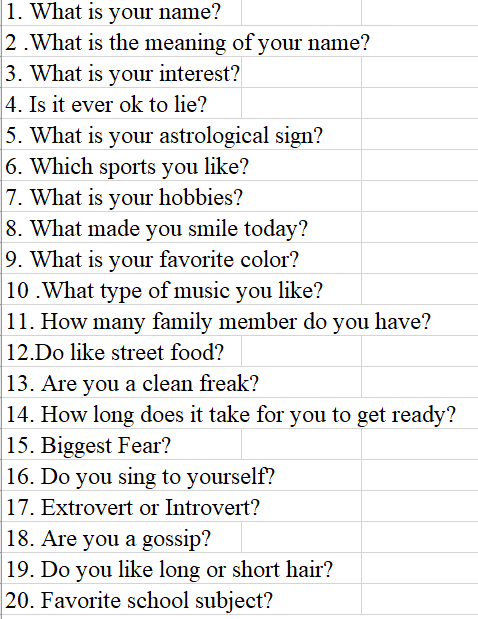 1. What is your name?
2 .What is the meaning of your name?
3. What is your interest?
4. Is it ever ok to lie?
5. What is your astrological sign?
6. Which sports you like?
7. What is your hobbies?
8. What made you smile today?
9. What is your favorite color?
10 .What type of music you like?
11. How many family member do you have?
12.Do like street food?
13. Are you a clean freak?
14. How long does it take for you to get ready?
15. Biggest Fear?
16. Do you sing to yourself?
17. Extrovert or Introvert?
18. Are you a gossip?
19. Do you like long or short hair?
20. Favorite school subject?